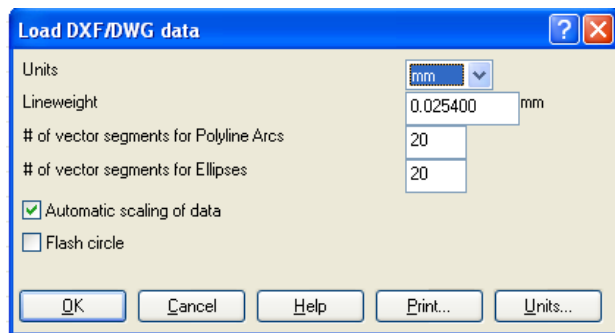 Load DXF/DWG data
Units mm
Lineweight 0.025400 mm
# of vector segments for Polyline Arcs 20
# of vector segments for Ellipses 20
Automatic scaling of data
Flash circle
OK Cancel Help Print... Units...